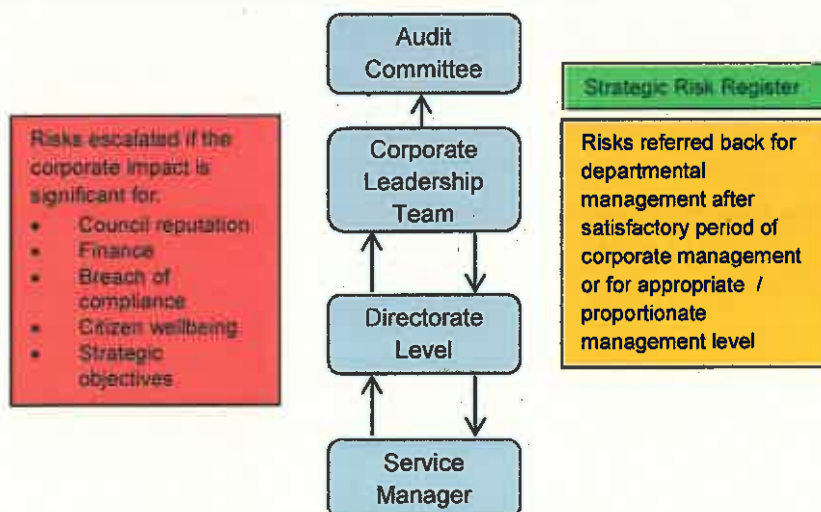 Audit
Committee
Strategic Risk Register
Risks escalated if the
corporate impact is
significant for:
• Council reputation
• Finance
• Breach of
compliance
• Citizen wellbeing
• Strategic
objectives
Corporate
Leadership
Team
Risks referred back for
departmental
management after
satisfactory period of
corporate management
or for appropriate /
proportionate
management level
Directorate
Level
Service
Manager